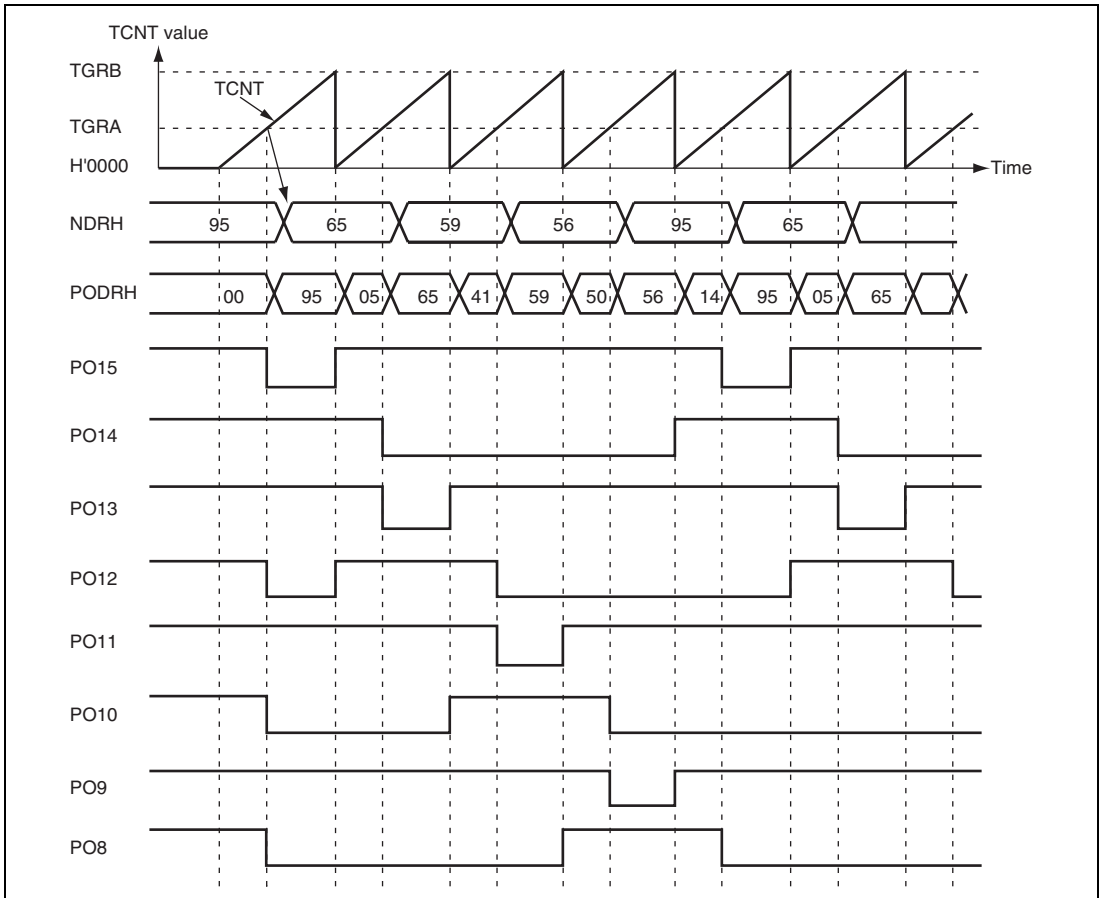 TCNT value
TGRB
TCNT
TGRA
H'0000
Time
NDRH 95 65 59 56 95 65
PODRH 00 95 05 65 41 59 50 56 14 95 05 65
PO15
PO14
PO13
PO12
PO11
PO10
PO9
PO8